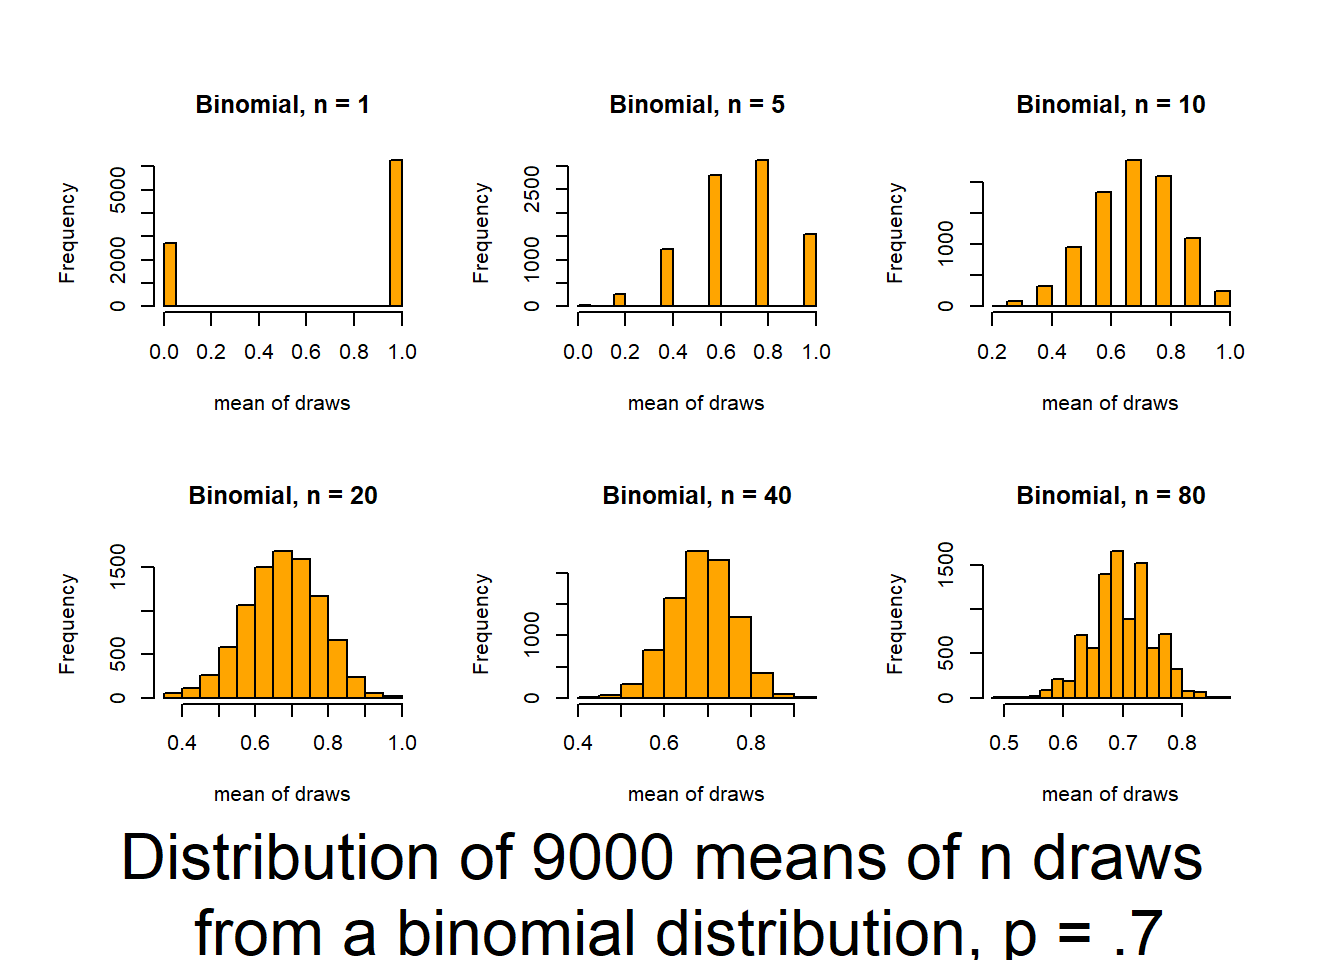 Binomial, n = 1
Frequency
0 2000 5000
0.0 0.2 0.4 0.6 0.8 1.0
mean of draws
Binomial, n = 5
Frequency
0 1000 2500
0.0 0.2 0.4 0.6 0.8 1.0
mean of draws
Binomial, n = 10
Frequency
0 1000
0.2 0.4 0.6 0.8 1.0
mean of draws
Binomial, n = 20
Frequency
0 500 1500
0.4 0.6 0.8 1.0
mean of draws
Binomial, n = 40
Frequency
0 1000
0.4 0.6 0.8
mean of draws
Binomial, n = 80
Frequency
0 500 1500
0.5 0.6 0.7 0.8
mean of draws
Distribution of 9000 means of n draws
from a binomial distribution, p = .7